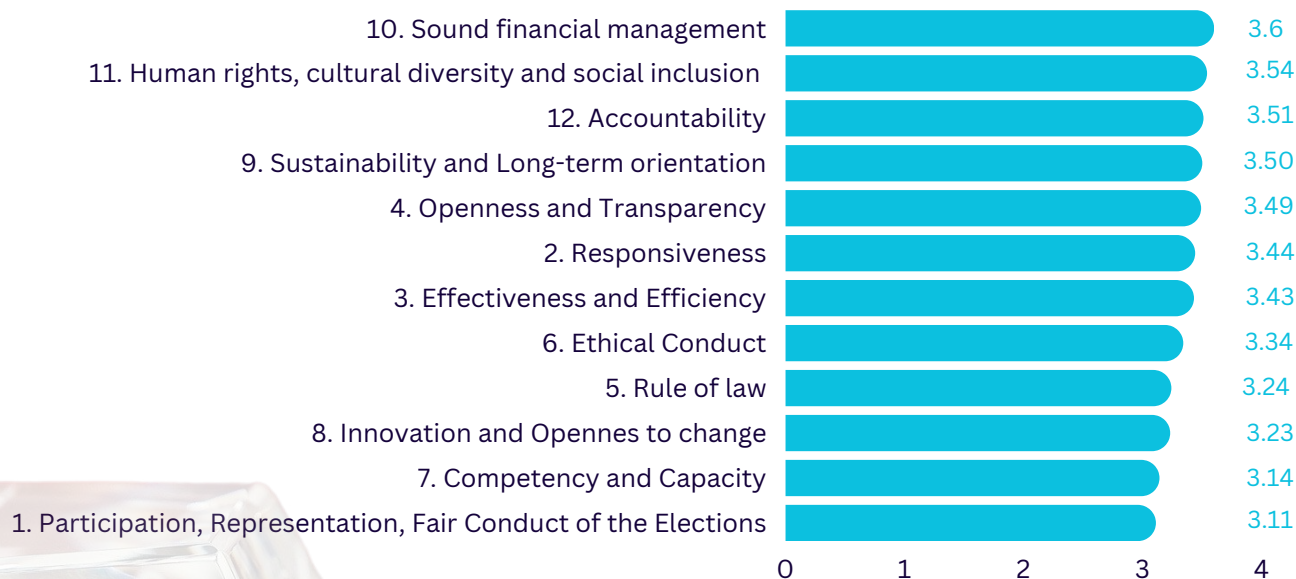 10. Sound financial management 3.6
11. Human rights, cultural diversity and social inclusion 3.54
12. Accountability 3.51
9. Sustainability and Long-term orientation 3.50
4. Openness and Transparency 3.49
2. Responsiveness 3.44
3. Effectiveness and Efficiency 3.43
6. Ethical Conduct 3.34
5. Rule of law 3.24
8. Innovation and Opennes to change 3.23
7. Competency and Capacity 3.14
1. Participation, Representation, Fair Conduct of the Elections 3.11
0 1 2 3 4